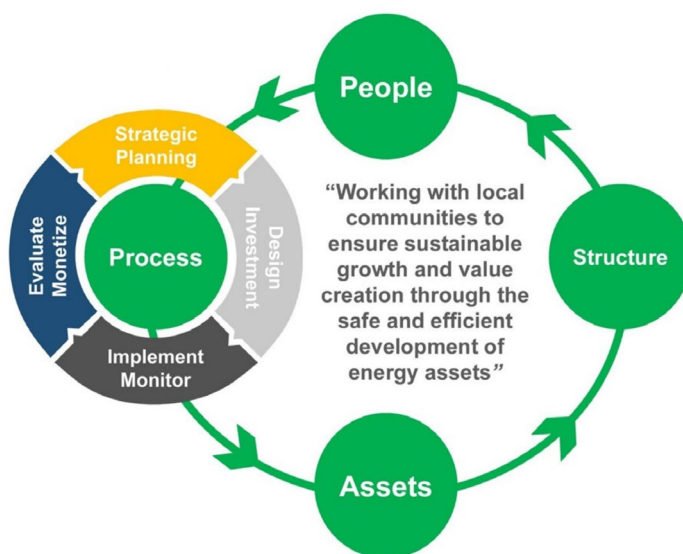 People
Strategic
Planning
Evaluate
Monetize
Process
Design
Investment
Implement
Monitor
“Working with local
communities to
ensure sustainable
growth and value
creation through the
safe and efficient
development of
energy assets”
Structure
Assets